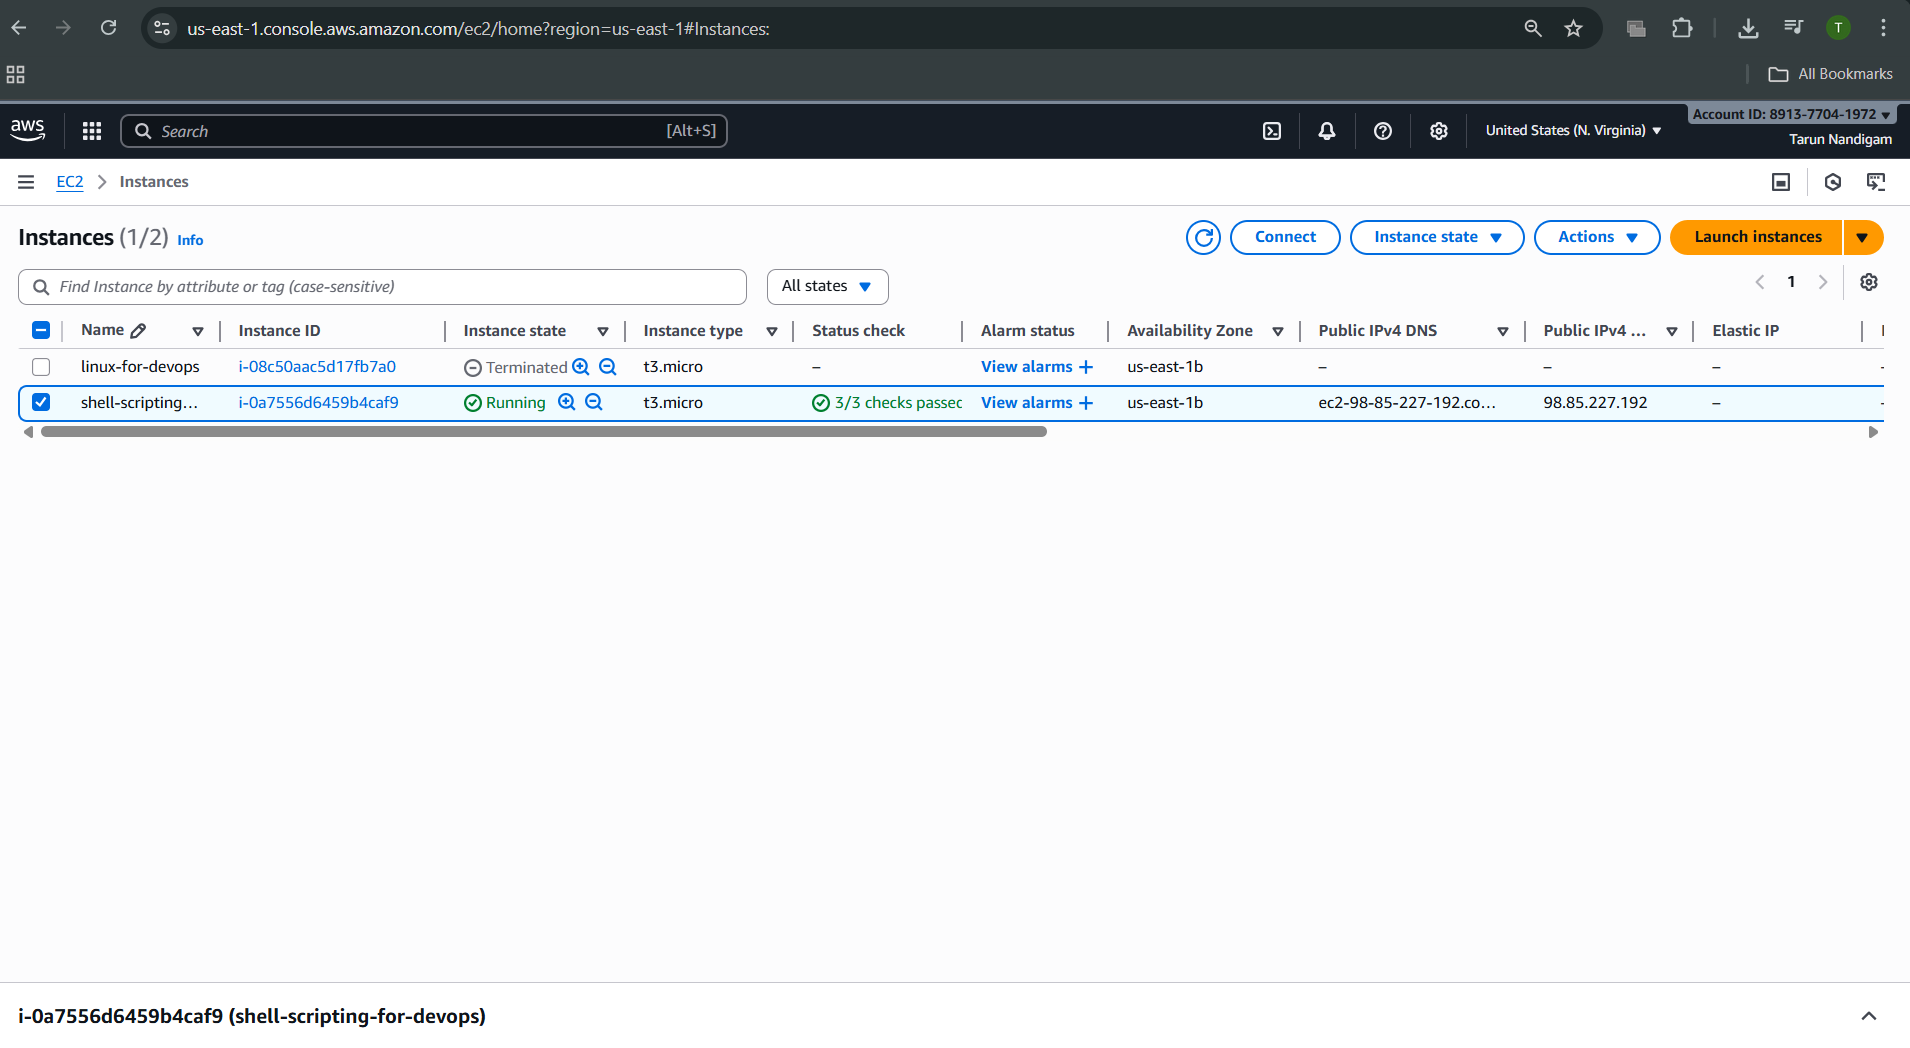 us-east-1.console.aws.amazon.com/ec2/home?region=us-east-1#Instances:
T
All Bookmarks
aws
Search [Alt+S]
United States (N. Virginia)
Account ID: 8913-7704-1972
Tarun Nandigam
EC2 > Instances
Instances (1/2) Info
Connect
Instance state
Actions
Launch instances
Find Instance by attribute or tag (case-sensitive)
All states
1
Name Instance ID Instance state Instance type Status check Alarm status Availability Zone Public IPv4 DNS Public IPv4 ... Elastic IP
linux-for-devops i-08c50aac5d17fb7a0 Terminated t3.micro – View alarms + us-east-1b – – –
shell-scripting... i-0a7556d6459b4caf9 Running t3.micro 3/3 checks passed View alarms + us-east-1b ec2-98-85-227-192.co... 98.85.227.192 –
i-0a7556d6459b4caf9 (shell-scripting-for-devops)